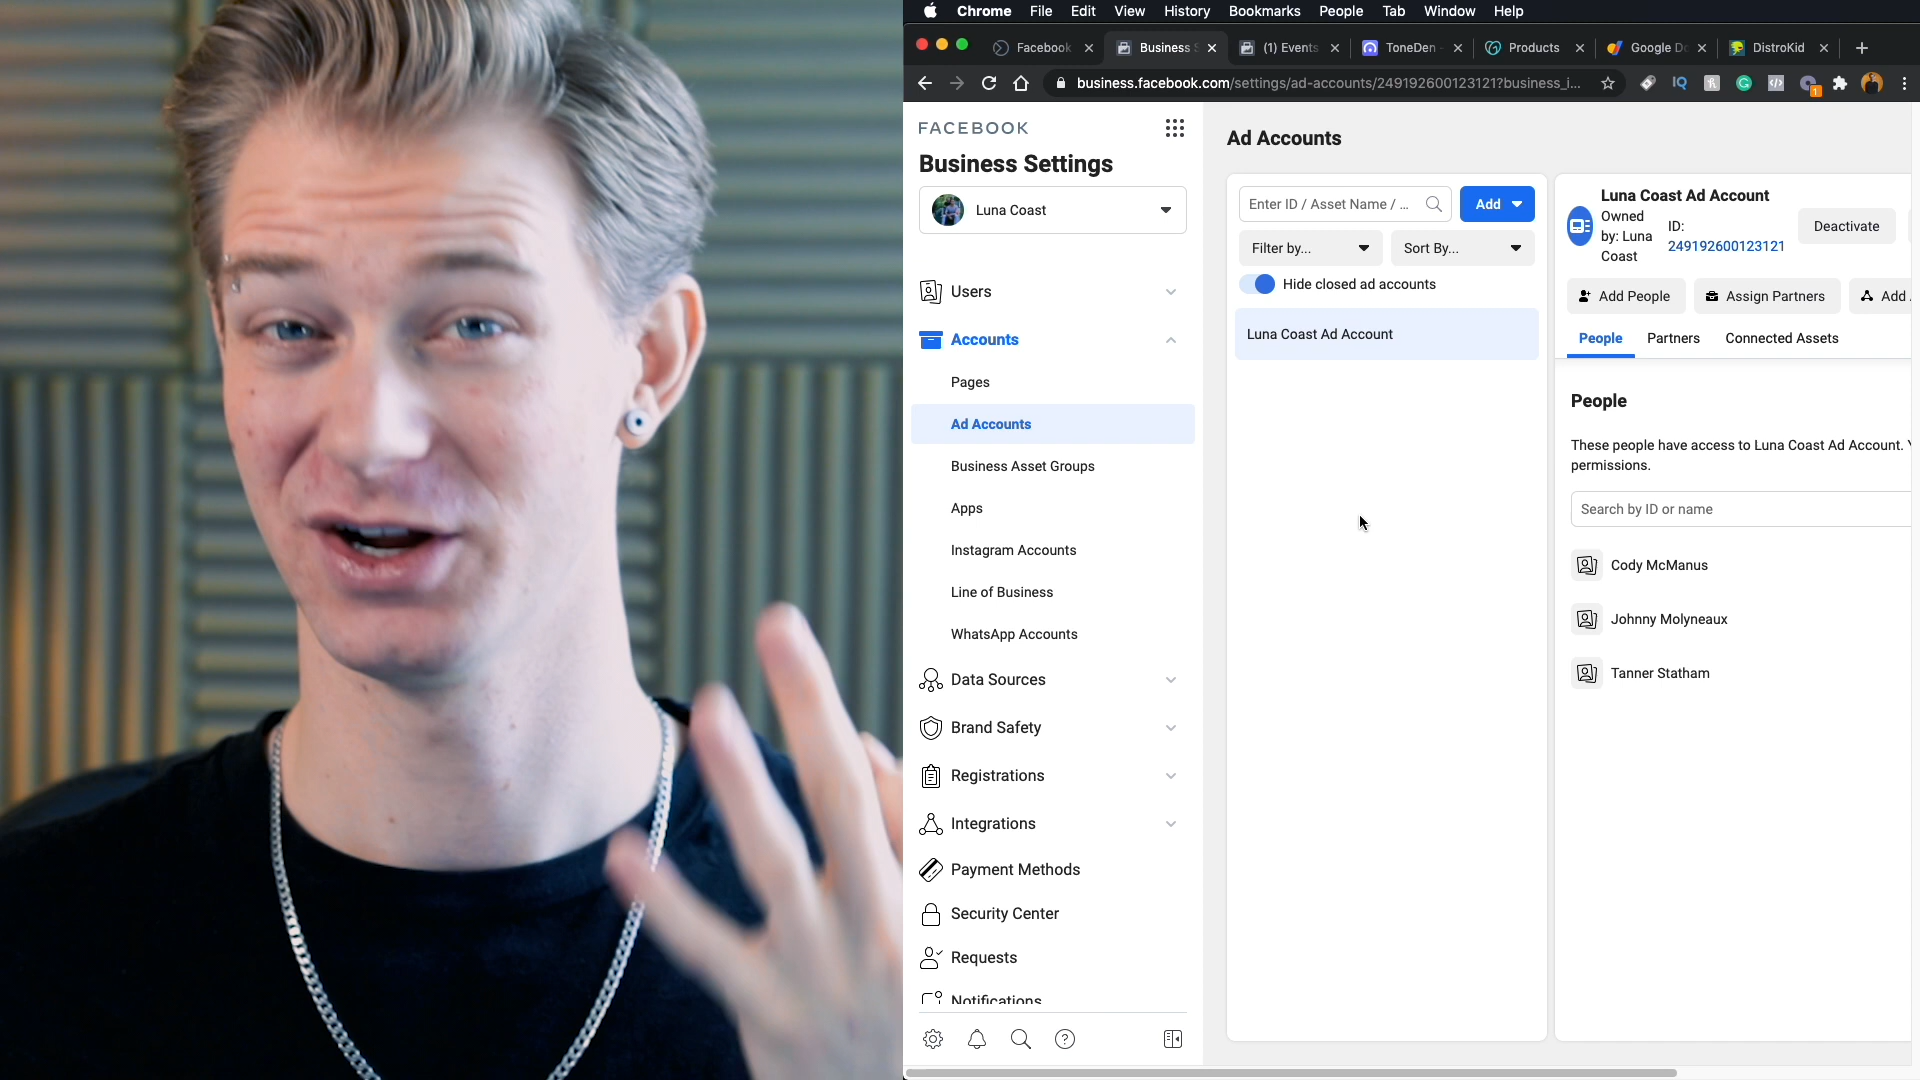 Chrome File Edit View History Bookmarks People Tab Window Help
Facebook Business S (1) Events ToneDen - Products Google Do DistroKid
business.facebook.com/settings/ad-accounts/249192600123121?business_i...
1
FACEBOOK
Business Settings
Luna Coast
Users
Accounts
Pages
Ad Accounts
Business Asset Groups
Apps
Instagram Accounts
Line of Business
WhatsApp Accounts
Data Sources
Brand Safety
Registrations
Integrations
Payment Methods
Security Center
Requests
Notifications
Ad Accounts
Enter ID / Asset Name / ...
Add
Filter by...
Sort By...
Hide closed ad accounts
Luna Coast Ad Account
Luna Coast Ad Account
Owned by: Luna Coast
ID: 249192600123121
Deactivate
Add People
Assign Partners
Add
People Partners Connected Assets
People
These people have access to Luna Coast Ad Account.
permissions.
Search by ID or name
Cody McManus
Johnny Molyneaux
Tanner Statham